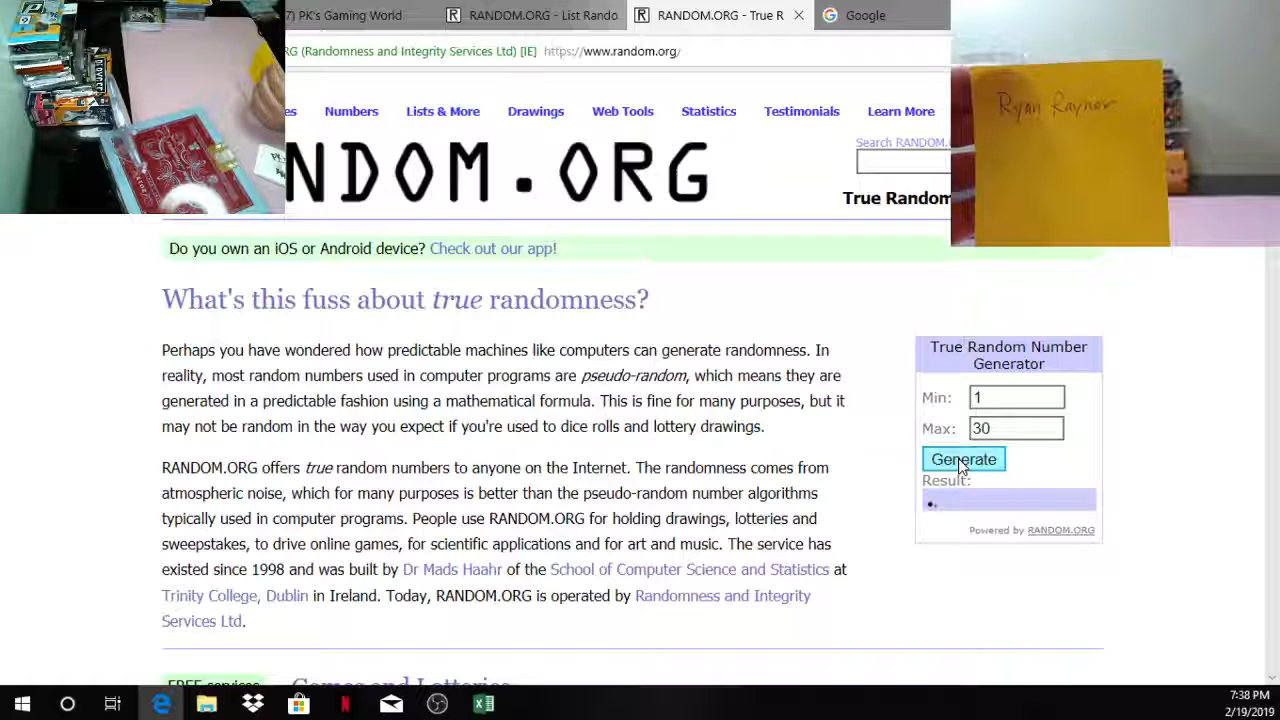 7) PK's Gaming World
RANDOM.ORG - List Rando
RANDOM.ORG - True R
Google
RG (Randomness and Integrity Services Ltd) [IE] https://www.random.org/
es Numbers Lists & More Drawings Web Tools Statistics Testimonials Learn More
Search RANDOM.
NDOM.ORG
True Random
Ryan Raynor
Do you own an iOS or Android device? Check out our app!
What's this fuss about true randomness?
Perhaps you have wondered how predictable machines like computers can generate randomness. In
reality, most random numbers used in computer programs are pseudo-random, which means they are
generated in a predictable fashion using a mathematical formula. This is fine for many purposes, but it
may not be random in the way you expect if you're used to dice rolls and lottery drawings.
RANDOM.ORG offers true random numbers to anyone on the Internet. The randomness comes from
atmospheric noise, which for many purposes is better than the pseudo-random number algorithms
typically used in computer programs. People use RANDOM.ORG for holding drawings, lotteries and
sweepstakes, to drive online games, for scientific applications and for art and music. The service has
existed since 1998 and was built by Dr Mads Haahr of the School of Computer Science and Statistics at
Trinity College, Dublin in Ireland. Today, RANDOM.ORG is operated by Randomness and Integrity
Services Ltd.
True Random Number
Generator
Min: 1
Max: 30
Generate
Result:
Powered by RANDOM.ORG
FREE services
Games and Lotteries
7:38 PM
2/19/2019